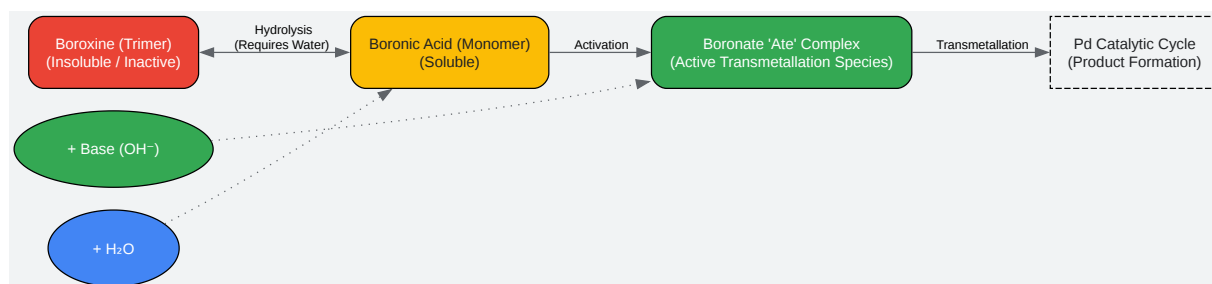 Boroxine (Trimer)
(Insoluble / Inactive)
Hydrolysis
(Requires Water)
Boronic Acid (Monomer)
(Soluble)
Activation
Boronate 'Ate' Complex
(Active Transmetallation Species)
Transmetallation
Pd Catalytic Cycle
(Product Formation)
+ Base (OH⁻)
+ H₂O